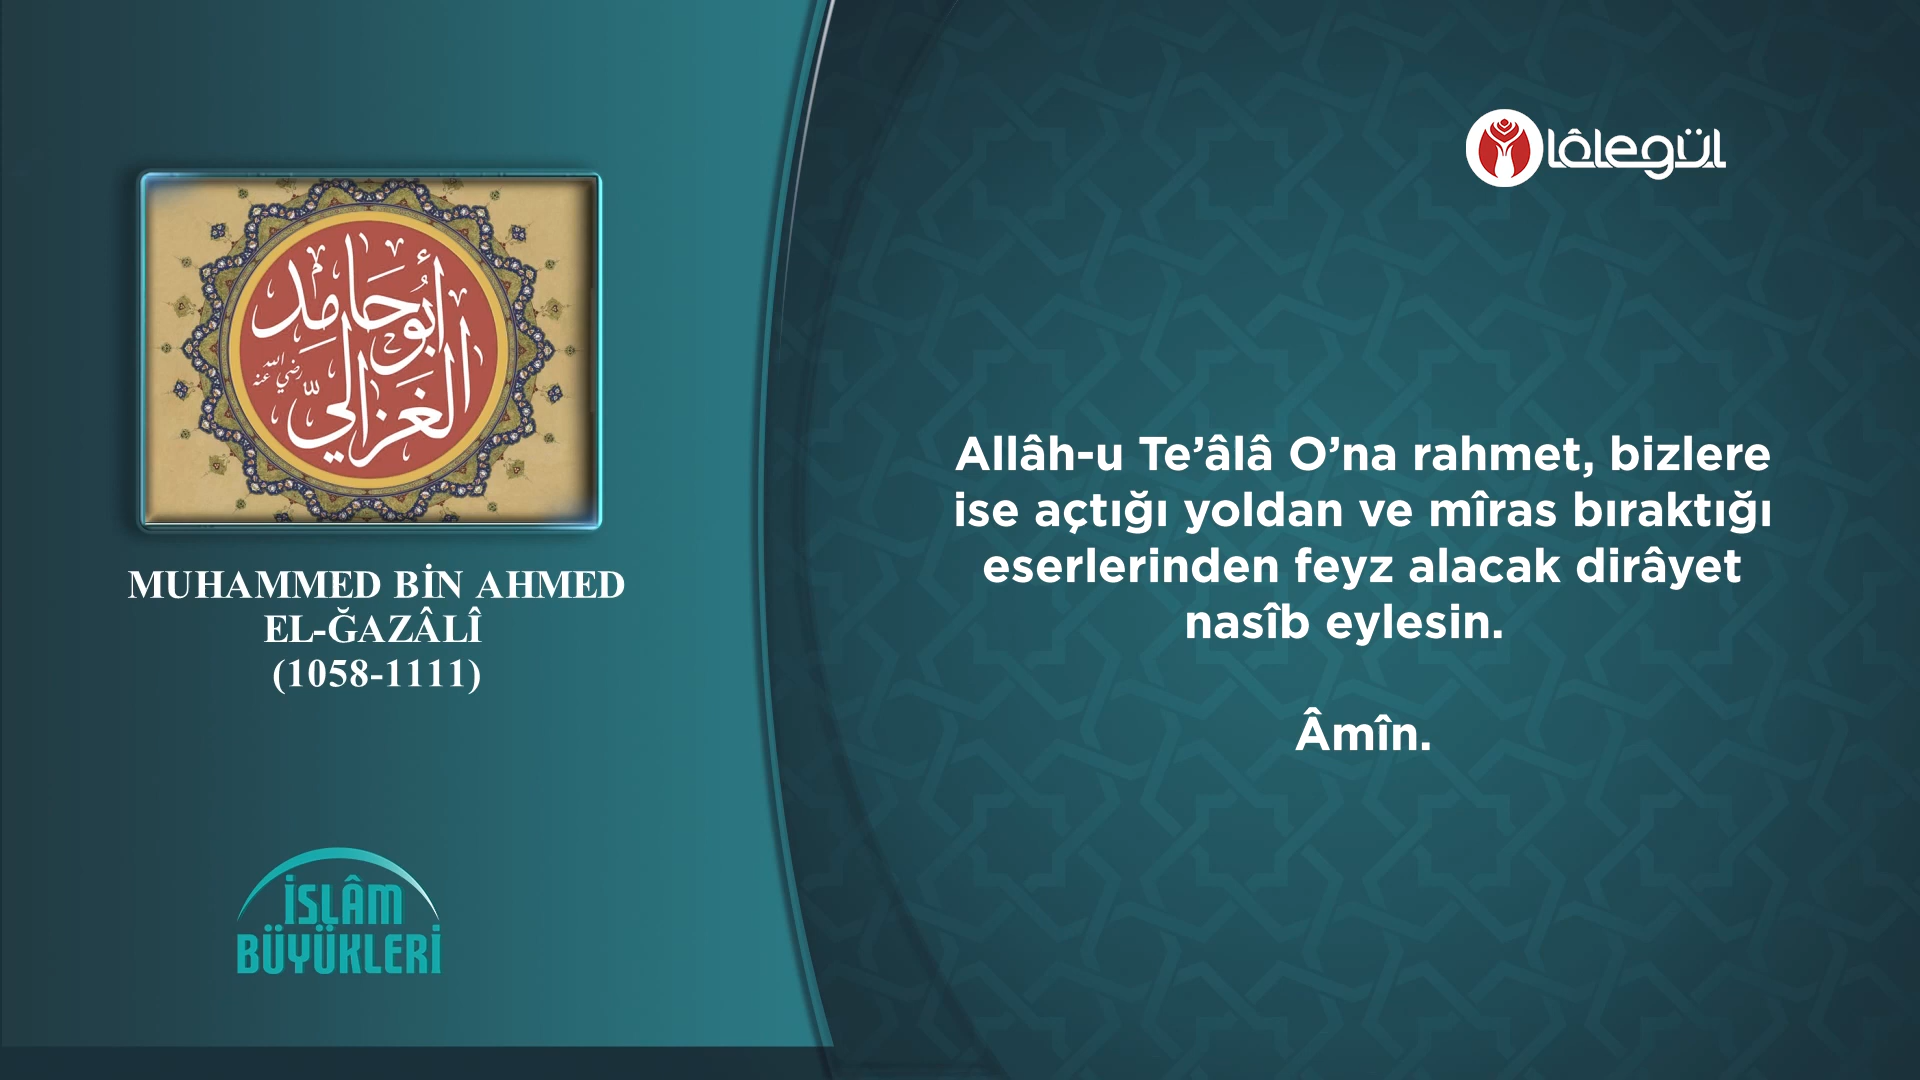 أبو حامد
الغزالي
رضي الله عنه
MUHAMMED BİN AHMED
EL-ĞAZÂLÎ
(1058-1111)
İSLÂM
BÜYÜKLERİ
lâlegül
Allâh-u Te’âlâ O’na rahmet, bizlere
ise açtığı yoldan ve mîras bıraktığı
eserlerinden feyz alacak dirâyet
nasîb eylesin.
Âmîn.